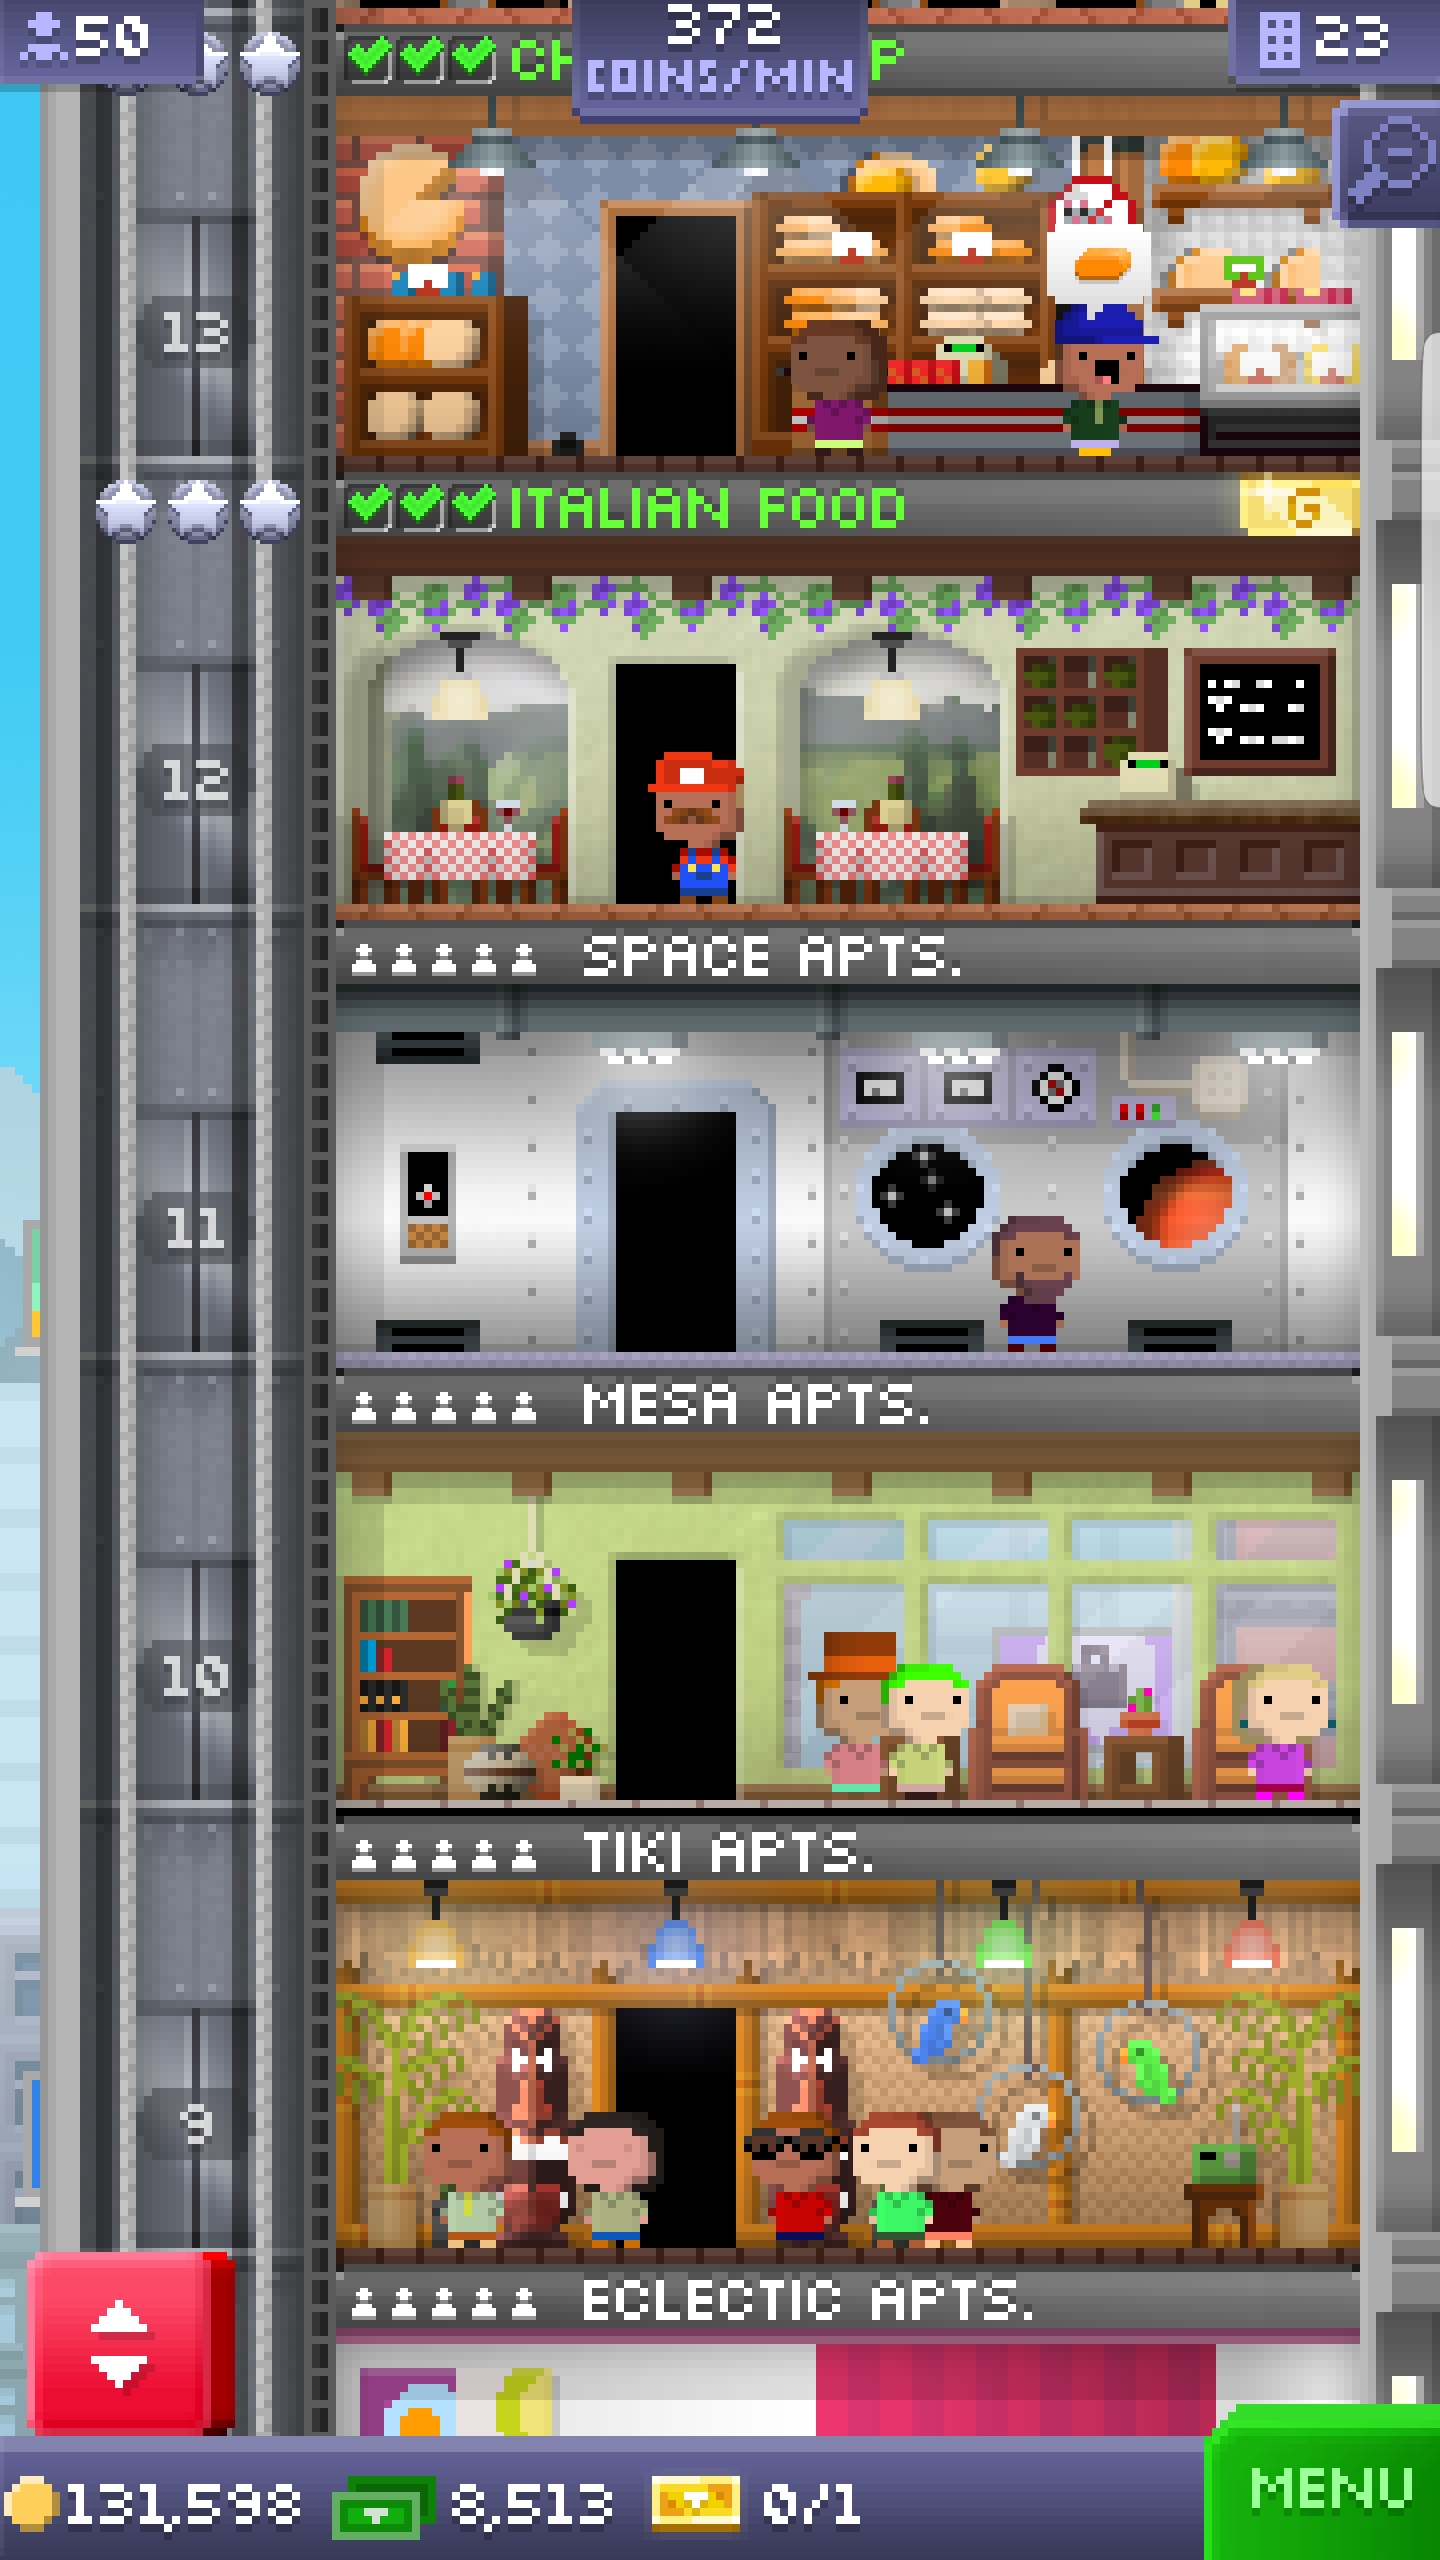 50
372
COINS/MIN
23
CH
P
13
ITALIAN FOOD
G
12
SPACE APTS.
11
MESA APTS.
10
TIKI APTS.
9
ECLECTIC APTS.
131,598
8,513
0/1
MENU